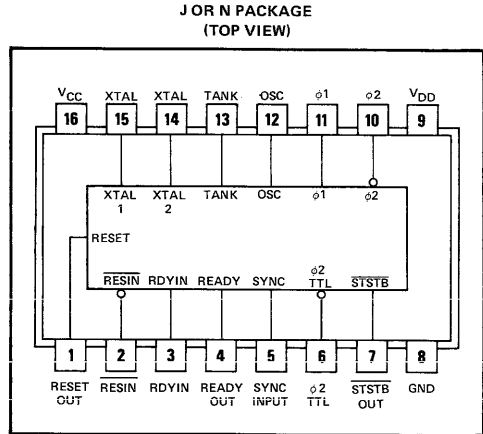 J OR N PACKAGE
(TOP VIEW)
VCC XTAL XTAL TANK OSC ϕ1 ϕ2 VDD
16 15 14 13 12 11 10 9
XTAL XTAL TANK OSC ϕ1 ϕ2
1 2
RESET
ϕ2
RESIN RDYIN READY SYNC TTL STSTB
1 2 3 4 5 6 7 8
RESET RESIN RDYIN READY SYNC ϕ2 STSTB GND
OUT OUT INPUT TTL OUT